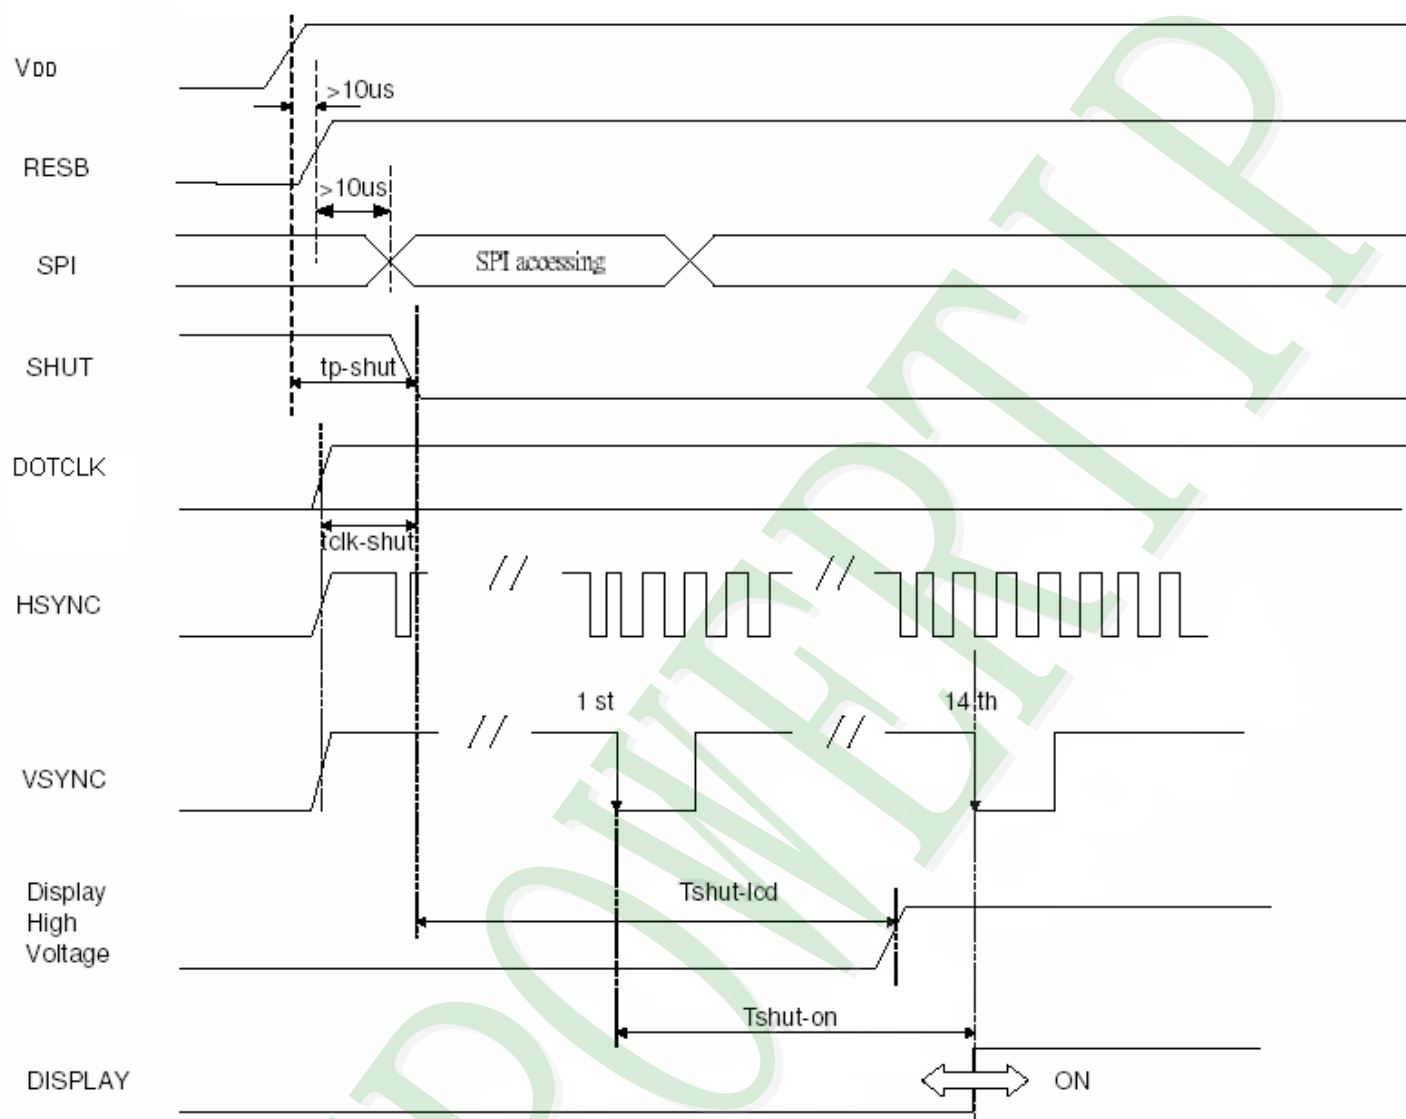 VDD
>10us
RESB
>10us
SPI
SPI accessing
SHUT
tp-shut
DOTCLK
tclk-shut
HSYNC
1 st
14 th
VSYNC
Display
High
Voltage
Tshut-lcd
Tshut-on
DISPLAY
ON
POWERTIP